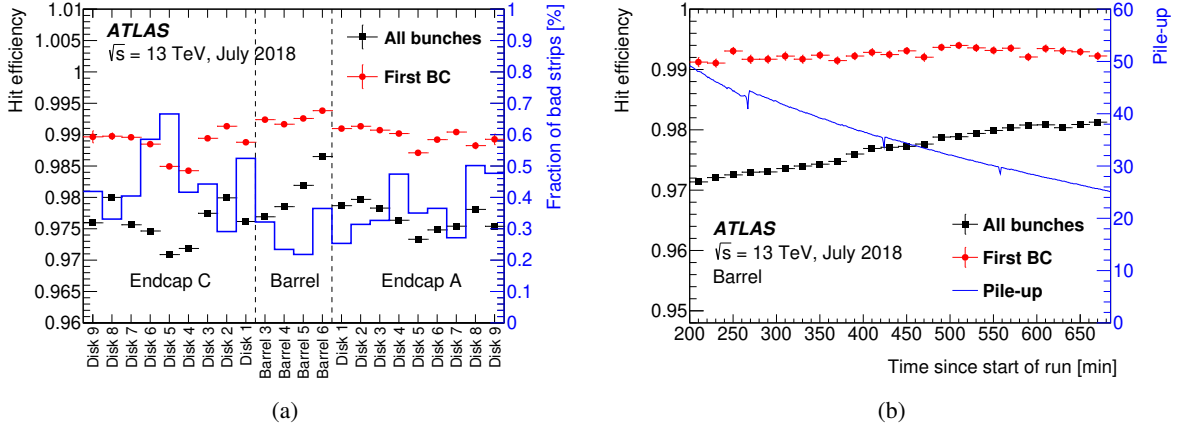 Hit efficiency
1.01
1.005
1
0.995
0.99
0.985
0.98
0.975
0.97
0.965
0.96
ATLAS
√s = 13 TeV, July 2018
All bunches
First BC
Endcap C
Barrel
Endcap A
Disk 9
Disk 8
Disk 7
Disk 6
Disk 5
Disk 4
Disk 3
Disk 2
Disk 1
Barrel 3
Barrel 4
Barrel 5
Barrel 6
Disk 1
Disk 2
Disk 3
Disk 4
Disk 5
Disk 6
Disk 7
Disk 8
Disk 9
1
0.9
0.8
0.7
0.6
0.5
0.4
0.3
0.2
0.1
0
Fraction of bad strips [%]
(a)
Hit efficiency
1
0.99
0.98
0.97
0.96
0.95
ATLAS
√s = 13 TeV, July 2018
Barrel
All bunches
First BC
Pile-up
200 250 300 350 400 450 500 550 600 650
Time since start of run [min]
60
50
40
30
20
10
0
Pile-up
(b)